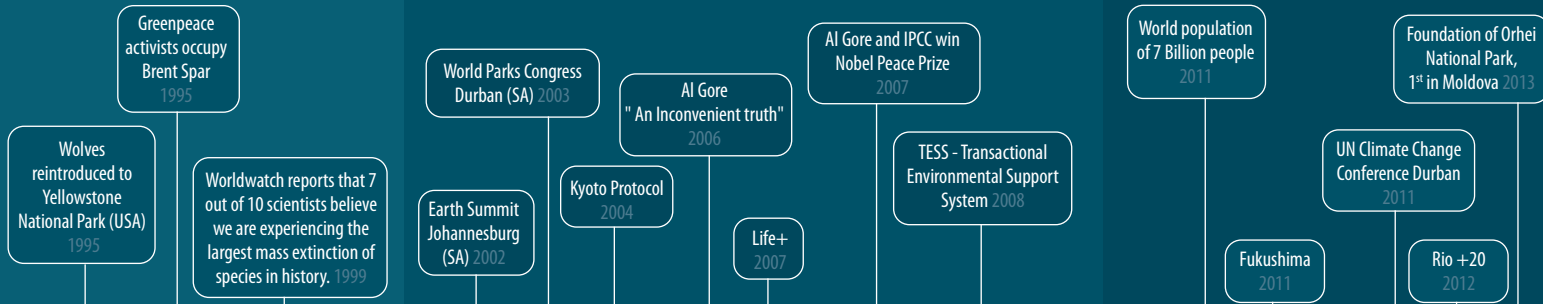 Greenpeace
activists occupy
Brent Spar
1995
Wolves
reintroduced to
Yellowstone
National Park (USA)
1995
Worldwatch reports that 7
out of 10 scientists believe
we are experiencing the
largest mass extinction of
species in history. 1999
Earth Summit
Johannesburg
(SA) 2002
World Parks Congress
Durban (SA) 2003
Kyoto Protocol
2004
Al Gore
" An Inconvenient truth"
2006
Life+
2007
Al Gore and IPCC win
Nobel Peace Prize
2007
TESS - Transactional
Environmental Support
System 2008
World population
of 7 Billion people
2011
Fukushima
2011
UN Climate Change
Conference Durban
2011
Rio +20
2012
Foundation of Orhei
National Park,
1st in Moldova 2013